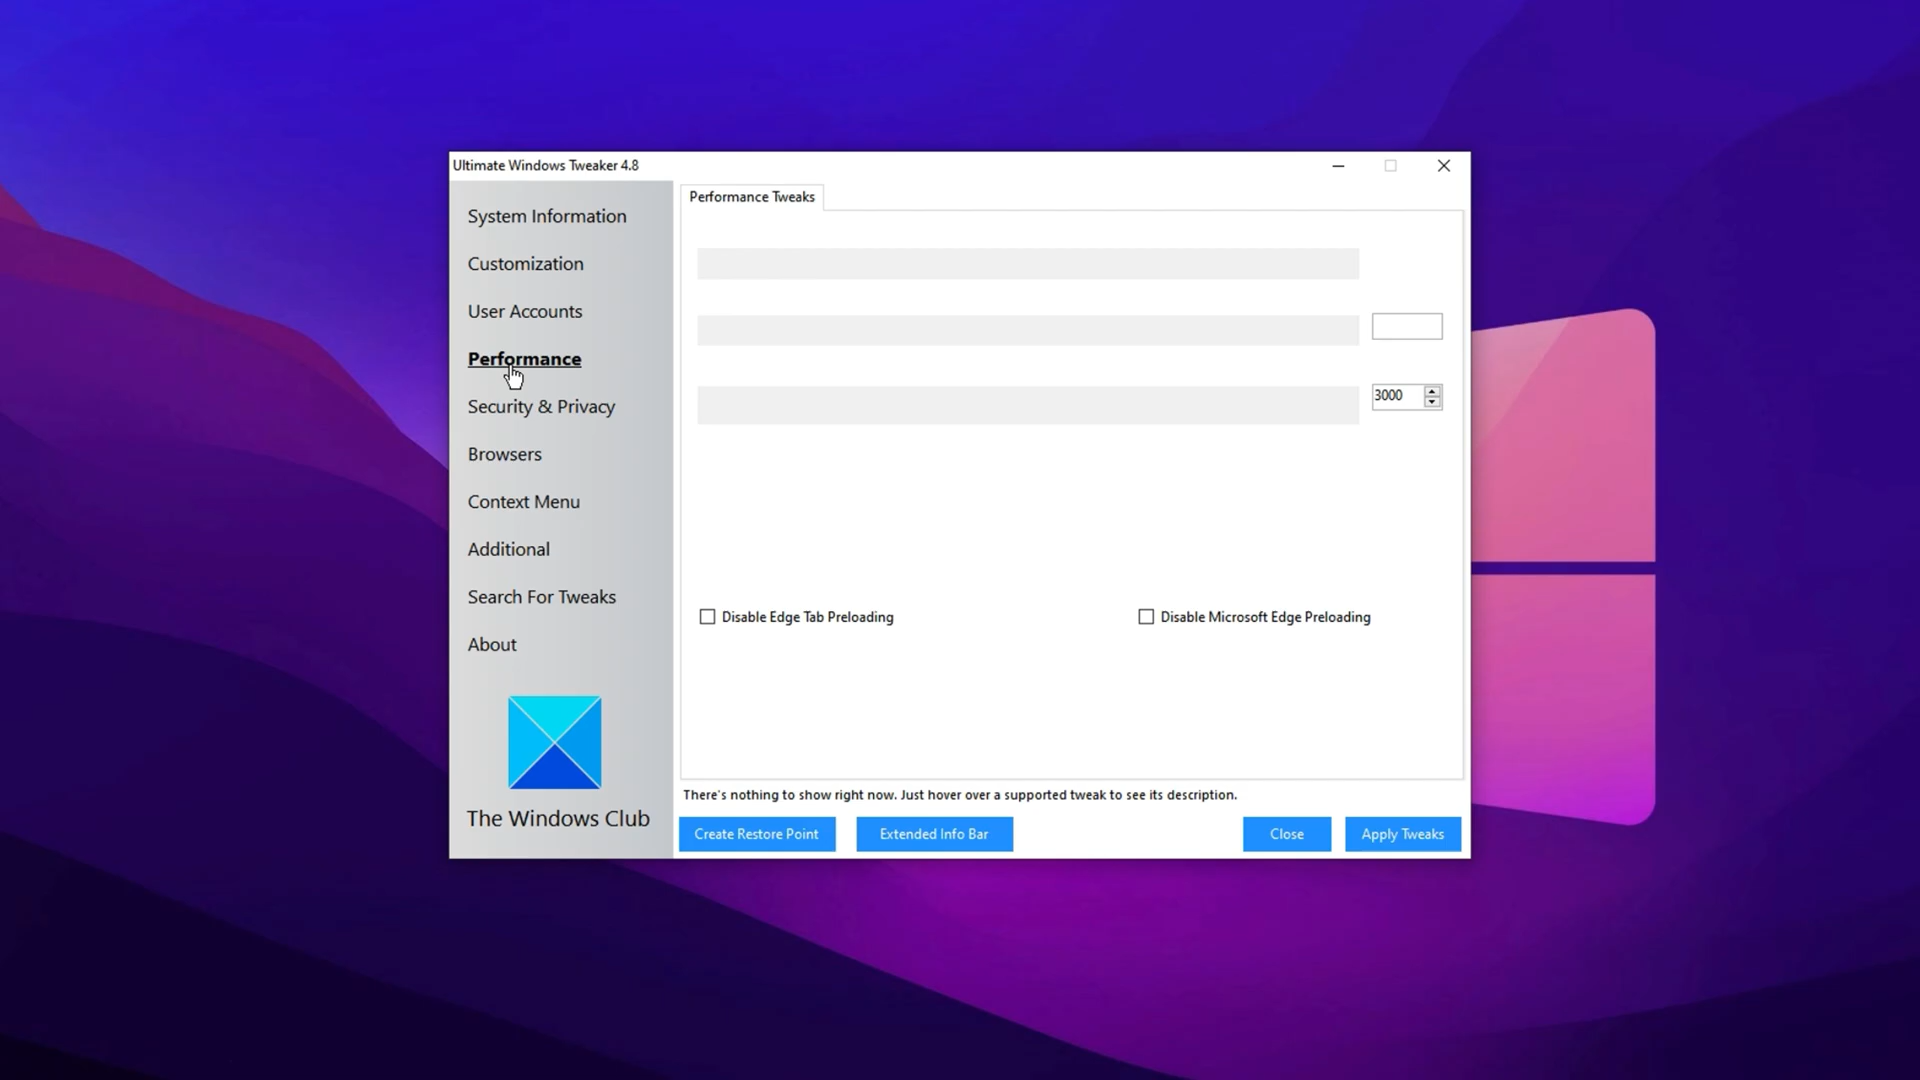 Ultimate Windows Tweaker 4.8
System Information
Customization
User Accounts
Performance
Security & Privacy
Browsers
Context Menu
Additional
Search For Tweaks
About
The Windows Club
Performance Tweaks
3000
Disable Edge Tab Preloading
Disable Microsoft Edge Preloading
There's nothing to show right now. Just hover over a supported tweak to see its description.
Create Restore Point
Extended Info Bar
Close
Apply Tweaks